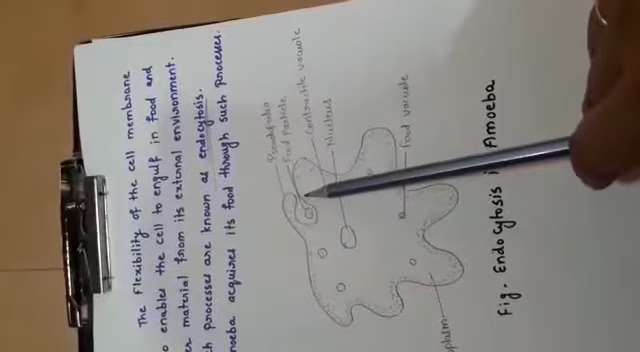 The flexibility of the cell membrane
enables the cell to engulf in food and
material from its external environment.
processes are known as endocytosis.
acquires its food through such processes.
Pseudopodia
Food Particle
Contractile vacuole
Nucleus
Food vacuole
plasm
Fig. Endocytosis Amoeba